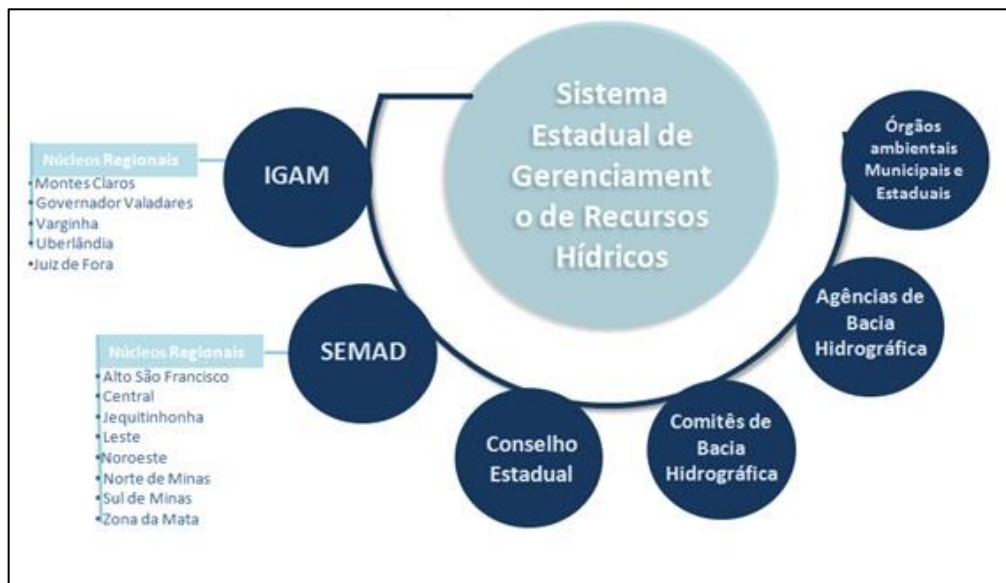 Sistema
Estadual de
Gerenciament
o de Recursos
Hídricos
IGAM
Núcleos Regionais
•Montes Claros
•Governador Valadares
•Varginha
•Uberlândia
•Juiz de Fora
SEMAD
Núcleos Regionais
•Alto São Francisco
•Central
•Jequitinhonha
•Leste
•Noroeste
•Norte de Minas
•Sul de Minas
•Zona da Mata
Conselho
Estadual
Comitês de
Bacia
Hidrográfica
Agências de
Bacia
Hidrográfica
Órgãos
ambientais
Municipais e
Estaduais